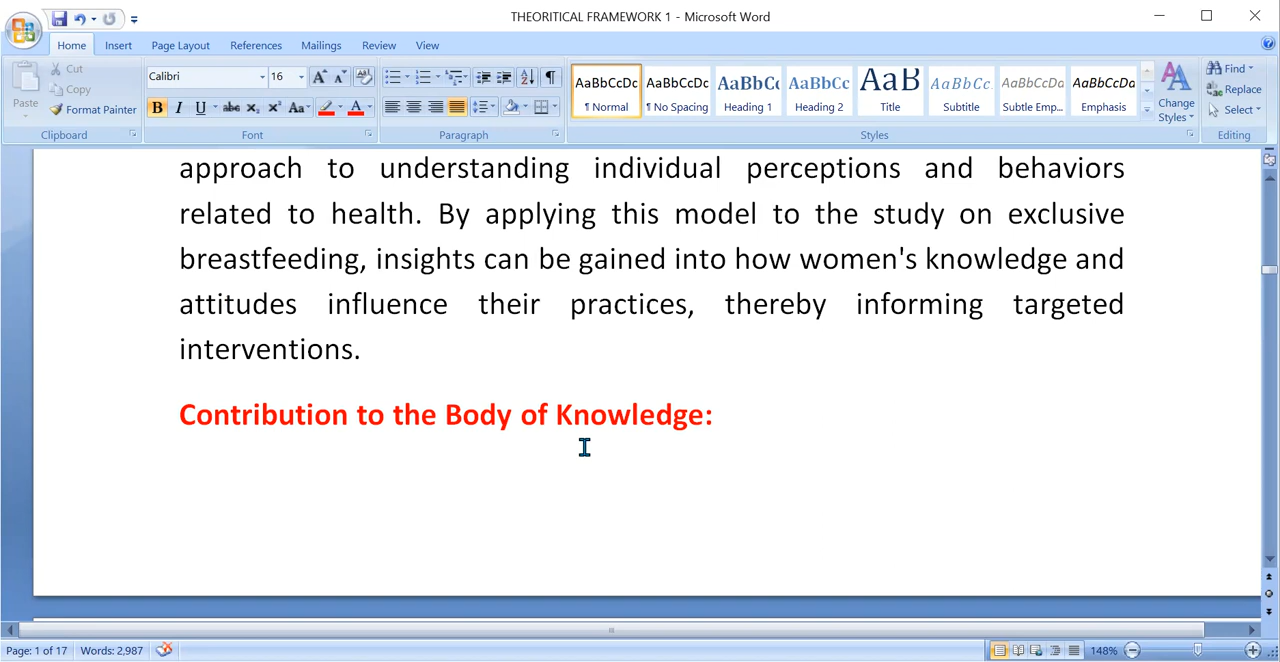 THEORITICAL FRAMEWORK 1 - Microsoft Word
Home Insert Page Layout References Mailings Review View
Paste
Cut
Copy
Format Painter
Clipboard
Calibri 16
Font
Paragraph
AaBbCcDc AaBbCcDc AaBbCc AaBbCc AaB AaBbCc. AaBbCcDa AaBbCcDa
¶ Normal ¶ No Spacing Heading 1 Heading 2 Title Subtitle Subtle Emp... Emphasis
Change Styles
Styles
Find
Replace
Select
Editing
approach to understanding individual perceptions and behaviors
related to health. By applying this model to the study on exclusive
breastfeeding, insights can be gained into how women's knowledge and
attitudes influence their practices, thereby informing targeted
interventions.
Contribution to the Body of Knowledge:
Page: 1 of 17 Words: 2,987 148%